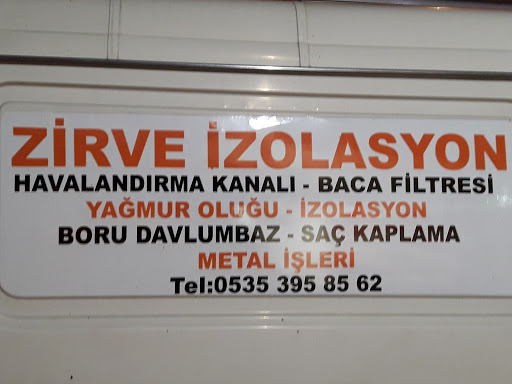 ZİRVE İZOLASYON
HAVALANDIRMA KANALI - BACA FİLTRESİ
YAĞMUR OLUĞU - İZOLASYON
BORU DAVLUMBAZ - SAÇ KAPLAMA
METAL İŞLERİ
Tel:0535 395 85 62